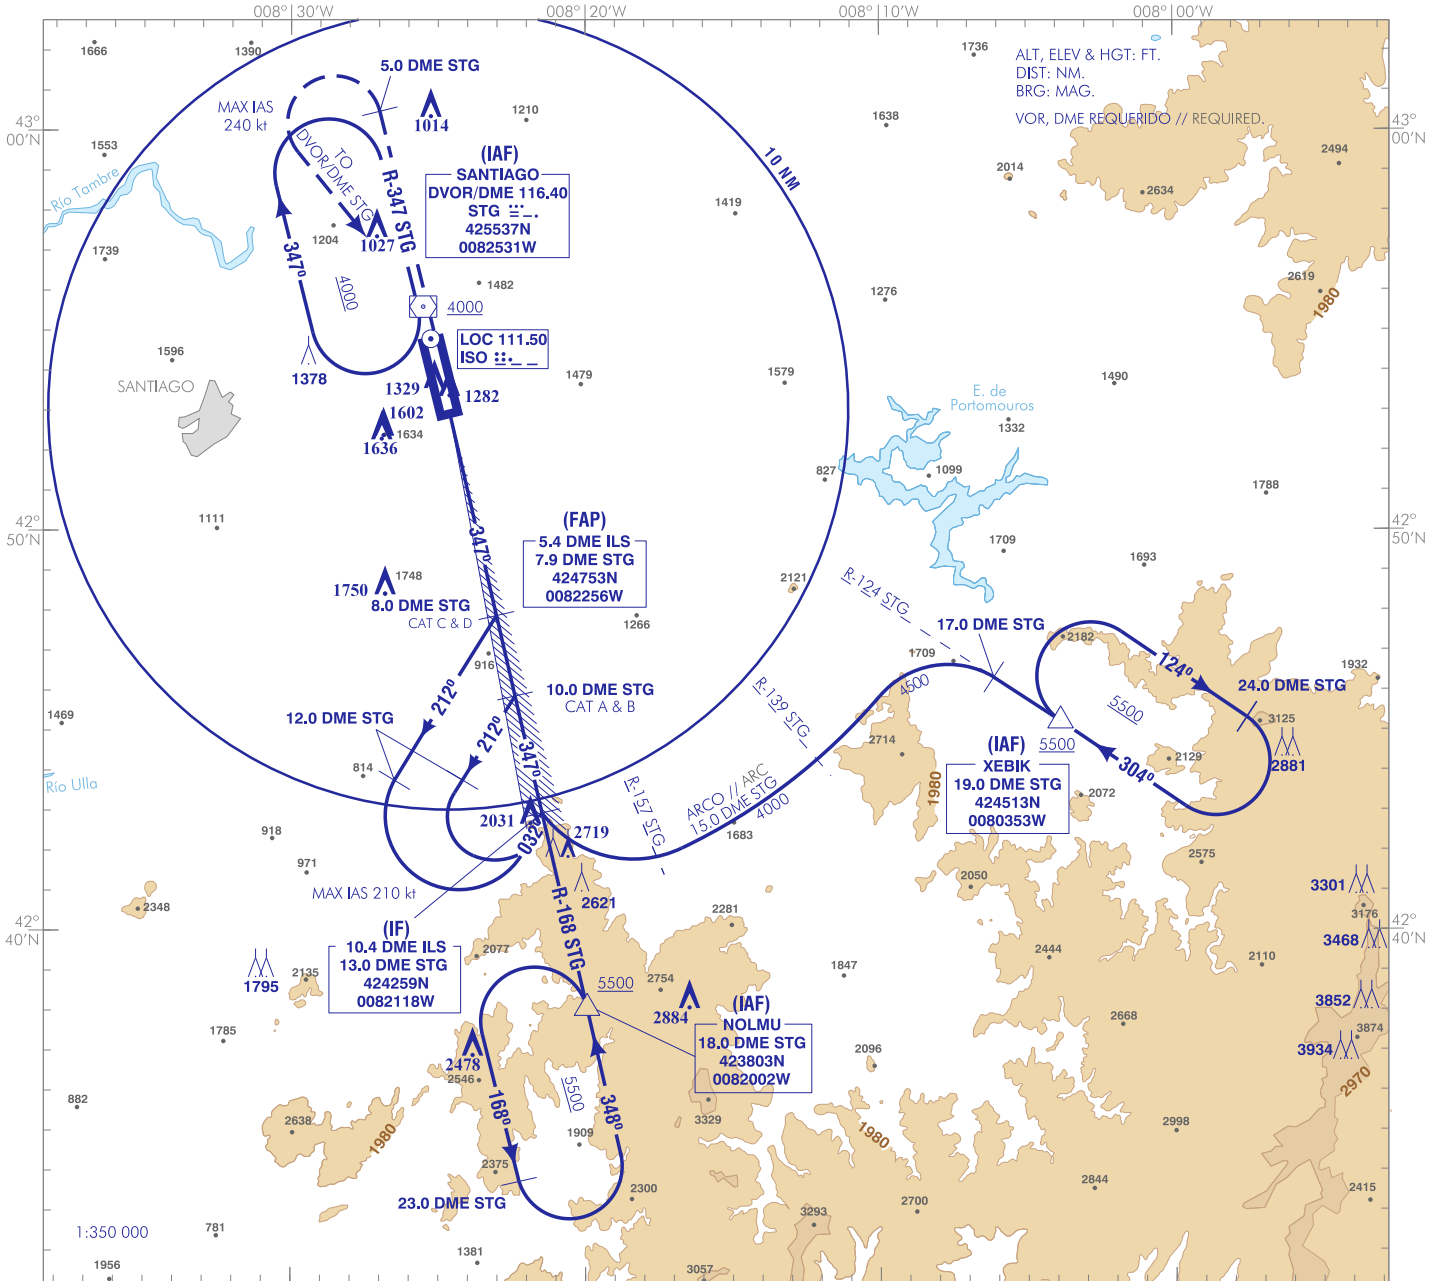 008°30'W
008°20'W
008°10'W
008°00'W
1666
1390
5.0 DME STG
1736
ALT, ELEV & HGT: FT.
DIST: NM.
BRG: MAG.
VOR, DME REQUERIDO // REQUIRED.
MAX IAS
240 kt
1014
1210
1638
43°
00'N
43°
00'N
1553
TO
DVOR/DME STG
10 NM
2494
2014
2634
Río Tambre
R-347 STG
(IAF)
SANTIAGO
DVOR/DME 116.40
STG
425537N
0082531W
1419
1204
1027
1739
347°
4000
1482
4000
1276
2619
1980
LOC 111.50
ISO
1596
1378
SANTIAGO
1329
1282
1479
1579
1490
E. de
Portomouros
1332
1602
1634
1636
827
1099
1788
1111
42°
50'N
42°
50'N
347°
(FAP)
5.4 DME ILS
7.9 DME STG
424753N
0082256W
1709
1693
1748
1750
8.0 DME STG
CAT C & D
2121
R-124 STG
1266
17.0 DME STG
2182
916
1709
124°
1932
212°
10.0 DME STG
CAT A & B
R-139 STG
4500
5500
24.0 DME STG
1469
12.0 DME STG
212°
347°
3125
2714
(IAF)
XEBIK
19.0 DME STG
424513N
0080353W
5500
304°
2129
2881
814
Río Ulla
R-157 STG
ARCO // ARC
15.0 DME STG
4000
1980
2072
2031
2719
032°
1683
918
971
2575
MAX IAS 210 kt
2621
2050
3301
3176
2348
R-168 STG
2281
42°
40'N
42°
40'N
(IF)
10.4 DME ILS
13.0 DME STG
424259N
0082118W
2077
2444
3468
2110
1795
2135
5500
2754
1847
2884
(IAF)
NOLMU
18.0 DME STG
423803N
0082002W
3852
1785
2668
3874
3934
2478
2546
2096
2970
882
168°
5500
348°
3329
2638
1980
1909
1980
2998
2375
2844
23.0 DME STG
2300
2700
2415
3293
1:350 000
781
1381
1956
3057